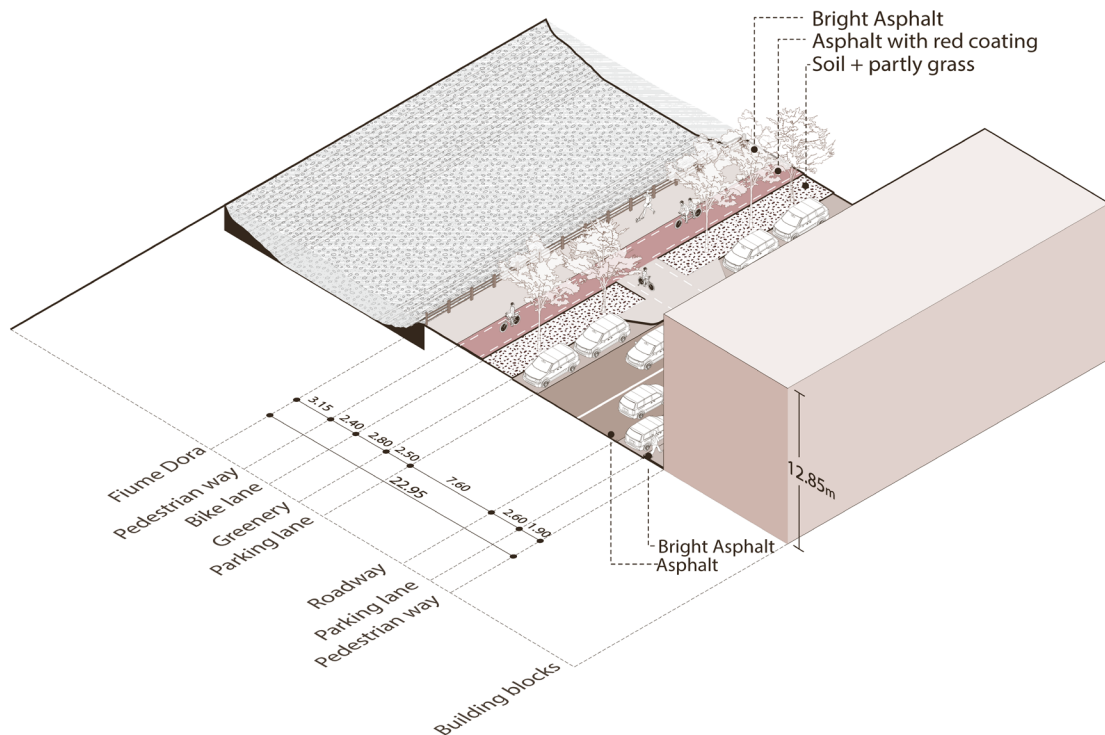 Bright Asphalt
Asphalt with red coating
Soil + partly grass
3.15
2.40
2.80
2.50
7.60
22.95
2.60
1.90
12.85m
Fiume Dora
Pedestrian way
Bike lane
Greenery
Parking lane
Roadway
Parking lane
Pedestrian way
Building blocks
Bright Asphalt
Asphalt